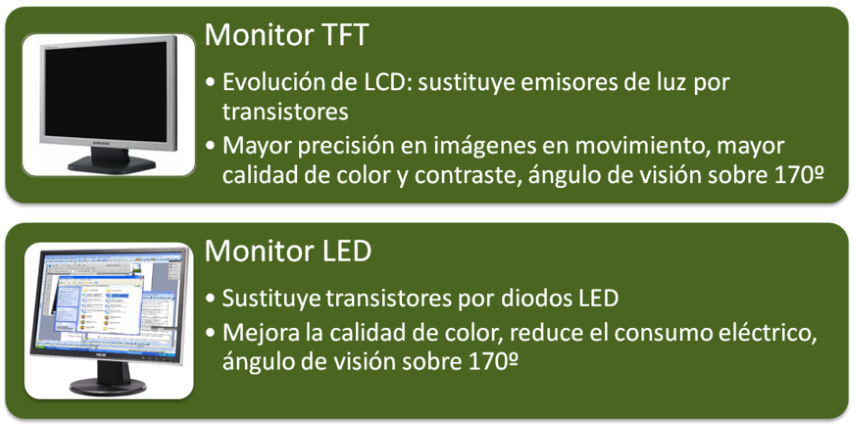 Monitor TFT
• Evolución de LCD: sustituye emisores de luz por
transistores
• Mayor precisión en imágenes en movimiento, mayor
calidad de color y contraste, ángulo de visión sobre 170º
SAMSUNG
Monitor LED
• Sustituye transistores por diodos LED
• Mejora la calidad de color, reduce el consumo eléctrico,
ángulo de visión sobre 170º
ASUS